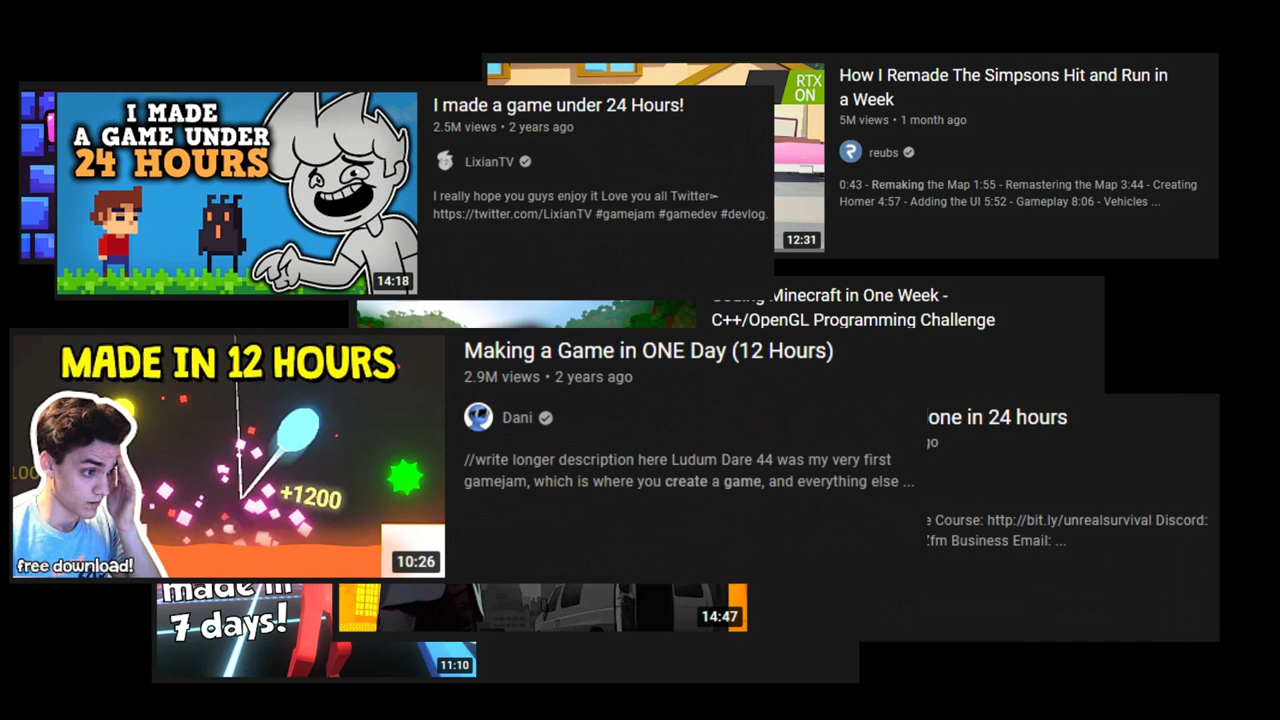 I MADE
A GAME UNDER
24 HOURS
14:18
I made a game under 24 Hours!
2.5M views • 2 years ago
LixianTV
I really hope you guys enjoy it Love you all Twitter►
https://twitter.com/LixianTV #gamejam #gamedev #devlog.
RTX
ON
12:31
How I Remade The Simpsons Hit and Run in
a Week
5M views • 1 month ago
reubs
0:43 - Remaking the Map 1:55 - Remastering the Map 3:44 - Creating
Homer 4:57 - Adding the UI 5:52 - Gameplay 8:06 - Vehicles ...
Coding Minecraft in One Week -
C++/OpenGL Programming Challenge
MADE IN 12 HOURS
+1200
free download!
10:26
Making a Game in ONE Day (12 Hours)
2.9M views • 2 years ago
Dani
//write longer description here Ludum Dare 44 was my very first
gamejam, which is where you create a game, and everything else ...
one in 24 hours
go
Course: http://bit.ly/unrealsurvival Discord:
Business Email: ...
made in
7 days!
14:47
11:10